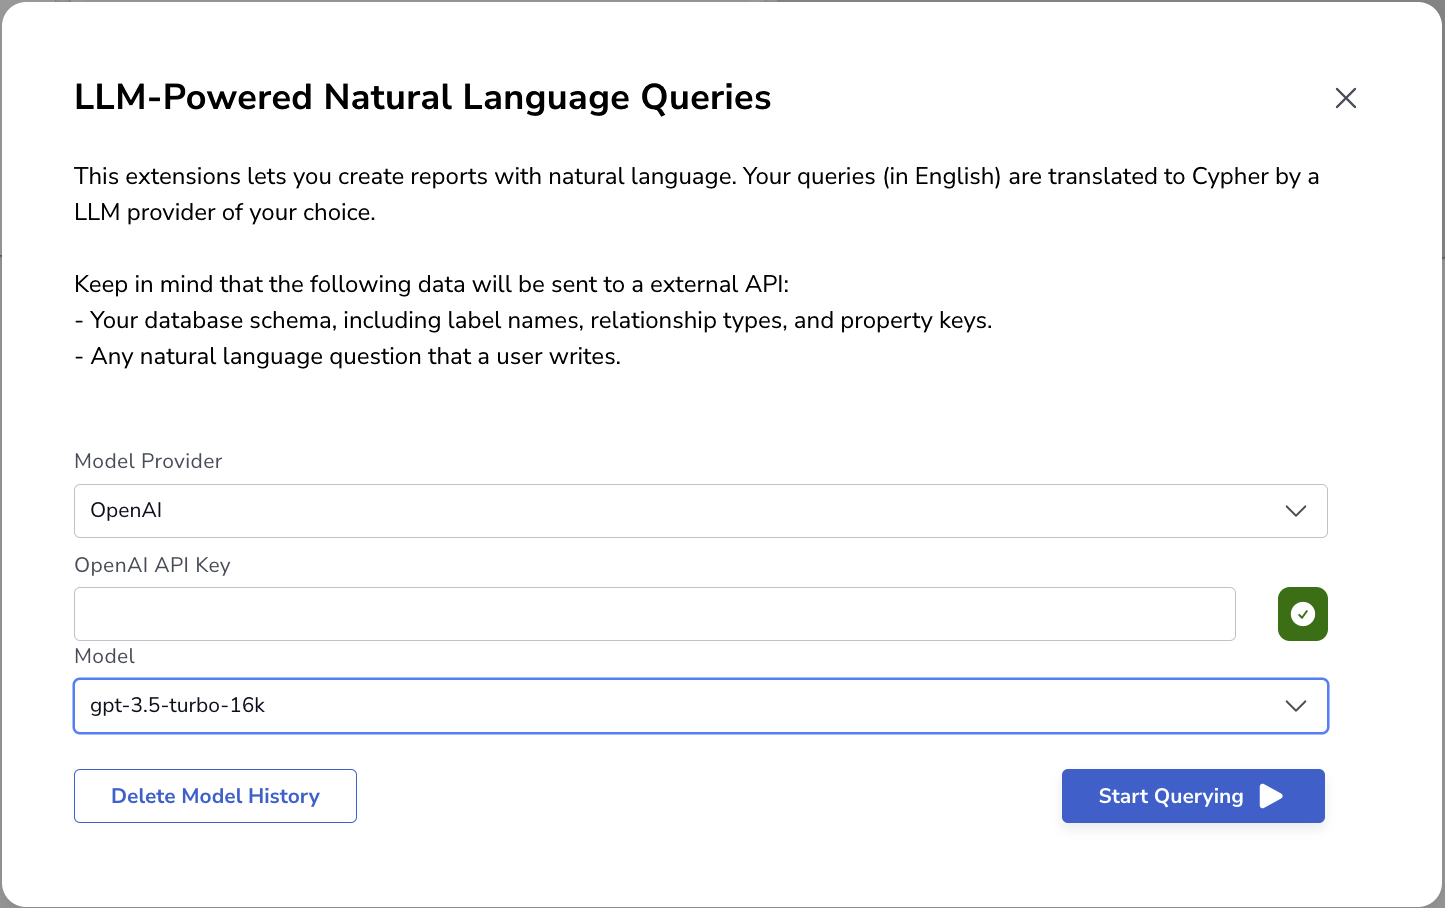 LLM-Powered Natural Language Queries
This extensions lets you create reports with natural language. Your queries (in English) are translated to Cypher by a
LLM provider of your choice.
Keep in mind that the following data will be sent to a external API:
- Your database schema, including label names, relationship types, and property keys.
- Any natural language question that a user writes.
Model Provider
OpenAI
OpenAI API Key
Model
gpt-3.5-turbo-16k
Delete Model History
Start Querying